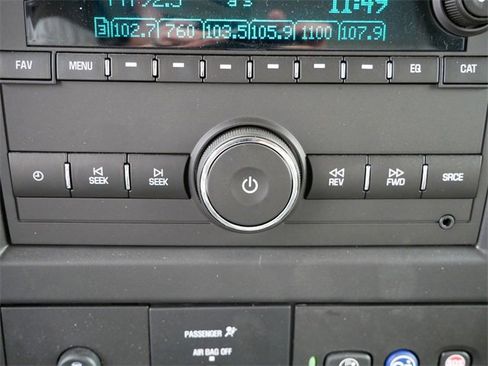 11:49
102.7 760 103.5 105.9 1100 107.9
FAV MENU EQ CAT
SEEK SEEK REV FWD SRCE
PASSENGER
AIR BAG OFF